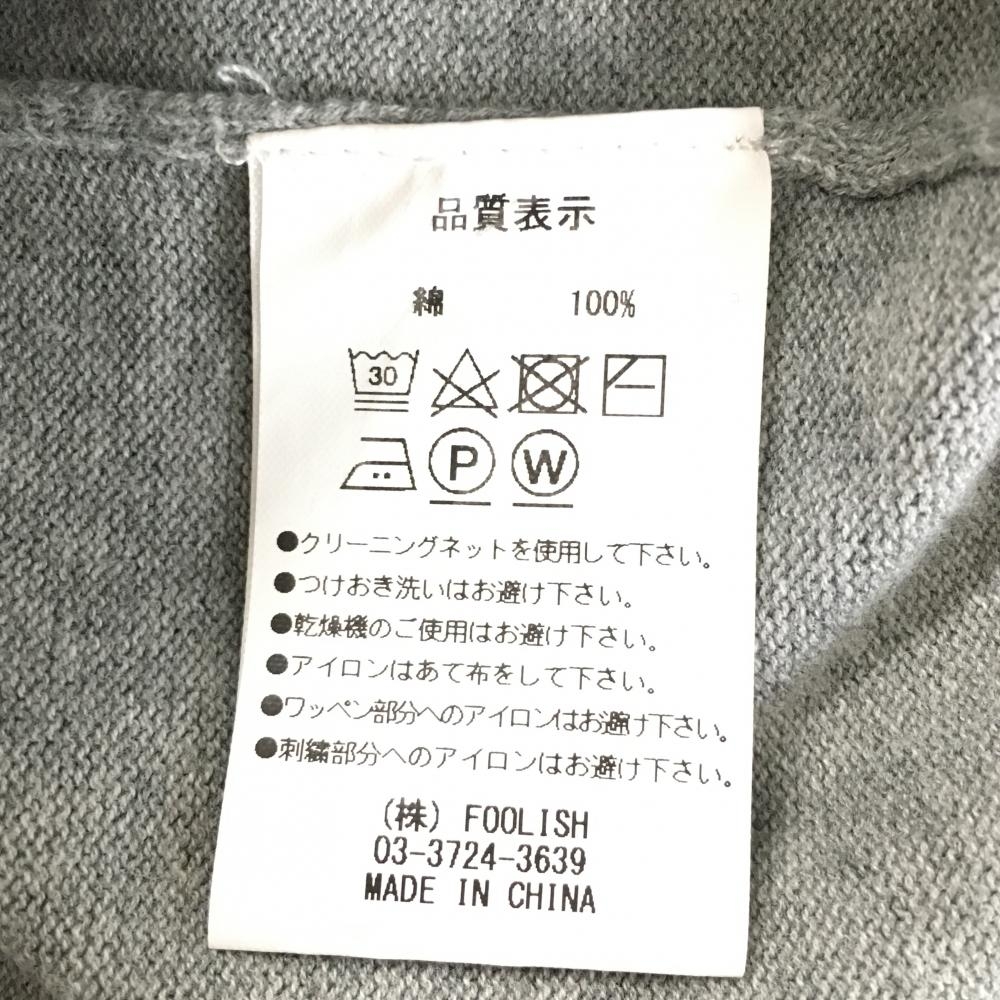 品質表示
綿 100%
30
P W
●クリーニングネットを使用して下さい。
●つけおき洗いはお避け下さい。
●乾燥機のご使用はお避け下さい。
●アイロンはあて布をして下さい。
●ワッペン部分へのアイロンはお避け下さい。
●刺繍部分へのアイロンはお避け下さい。
(株) FOOLISH
03-3724-3639
MADE IN CHINA